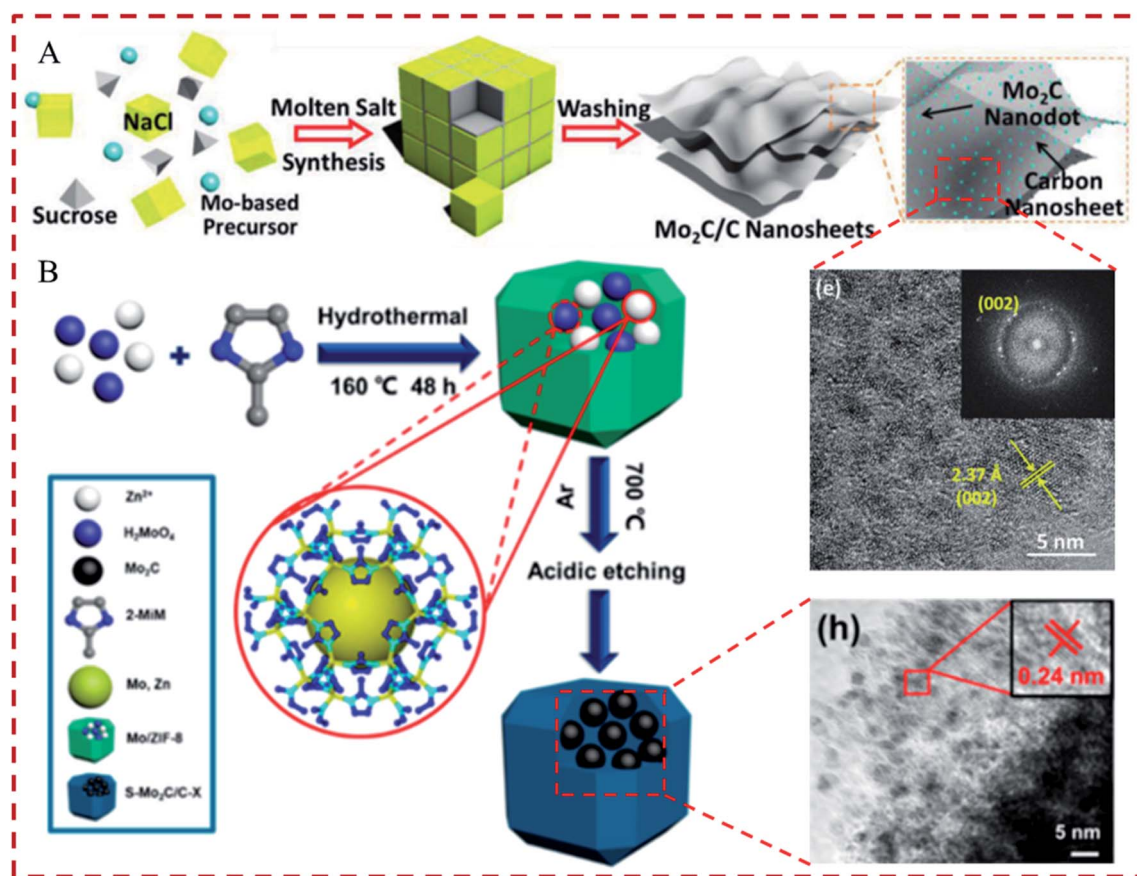 A
NaCl
Sucrose
Mo-based
Precursor
Molten Salt
Synthesis
Washing
Mo₂C/C Nanosheets
Mo₂C
Nanodot
Carbon
Nanosheet
B
+
Hydrothermal
160 ℃ 48 h
Ar
700 ℃
Acidic etching
Zn²⁺
H₂MoO₄
Mo₂C
2-MiM
Mo, Zn
Mo/ZIF-8
S-Mo₂C/C-X
(e)
(002)
2.37 Å
(002)
5 nm
(h)
0.24 nm
5 nm